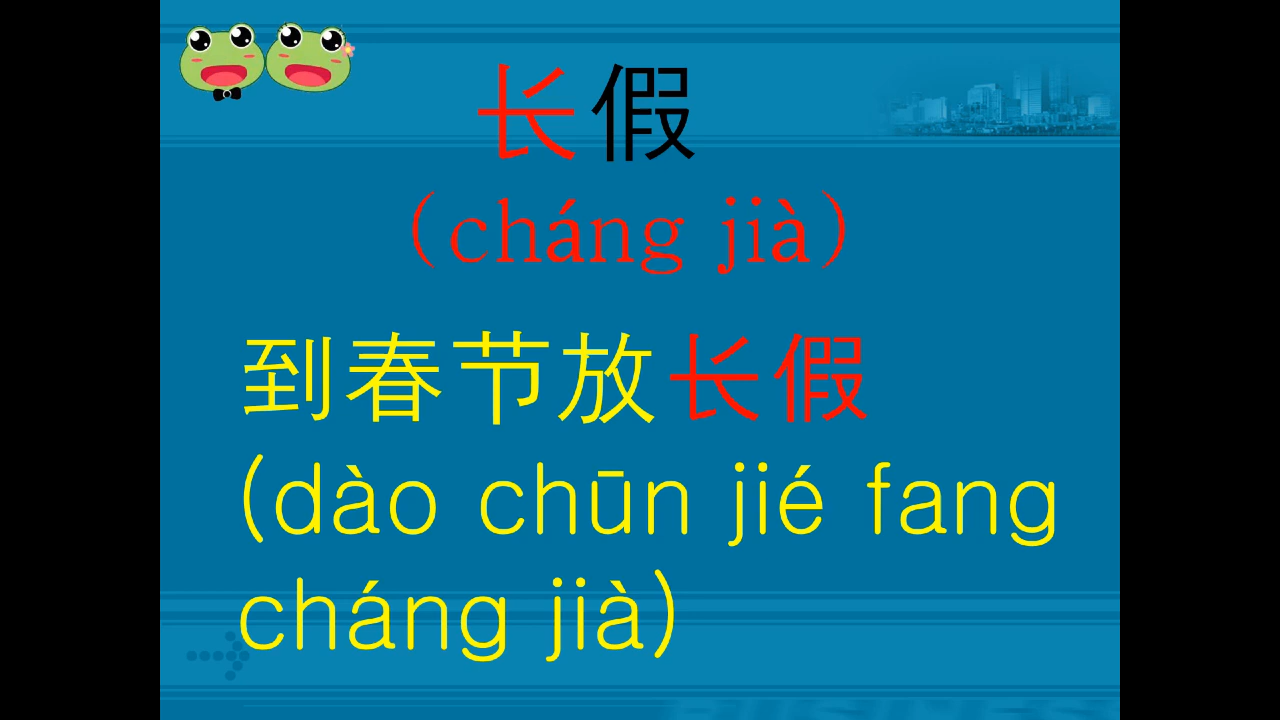 长假
（cháng jià）
到春节放长假
(dào chūn jié fang
cháng jià)